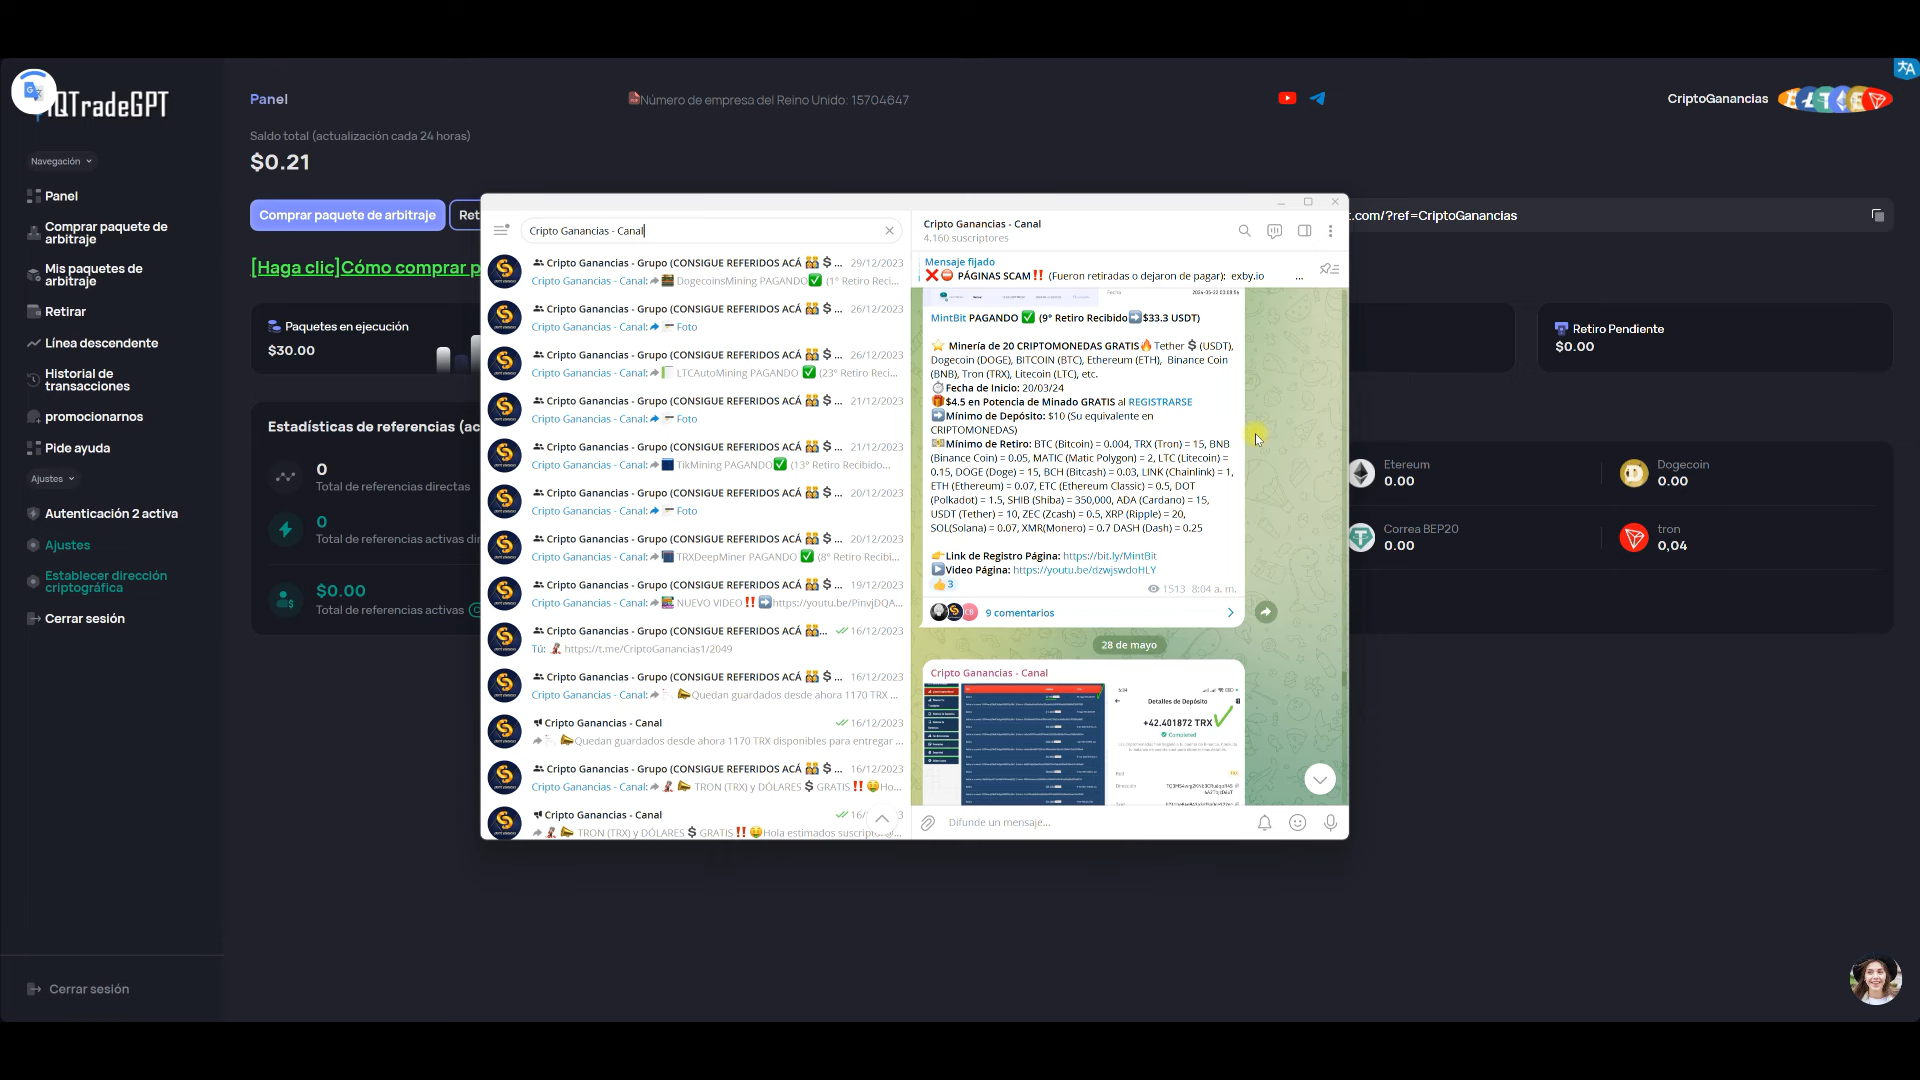 IQTradeGPT
Navegación
Panel
Comprar paquete de
arbitraje
Mis paquetes de
arbitraje
Retirar
Línea descendente
Historial de
transacciones
promocionarnos
Pide ayuda
Ajustes
Autenticación 2 activa
Ajustes
Establecer dirección
criptográfica
Cerrar sesión
Cerrar sesión
Panel
Número de empresa del Reino Unido: 15704647
CriptoGanancias
Saldo total (actualización cada 24 horas)
$0.21
Comprar paquete de arbitraje
Ret
t.com/?ref=CriptoGanancias
[Haga clic]Cómo comprar p
Paquetes en ejecución
$30.00
Retiro Pendiente
$0.00
Estadísticas de referencias (ac
0
Total de referencias directas
0
Total de referencias activas di
$0.00
Total de referencias activas
Etereum
0.00
Dogecoin
0.00
Correa BEP20
0.00
tron
0,04
Cripto Ganancias - Canal
Cripto Ganancias - Grupo (CONSIGUE REFERIDOS ACÁ 👯 $ ... 29/12/2023
Cripto Ganancias - Canal: DogecoinsMining PAGANDO✅ (1° Retiro Reci...
Cripto Ganancias - Grupo (CONSIGUE REFERIDOS ACÁ 👯 $ ... 26/12/2023
Cripto Ganancias - Canal: Foto
Cripto Ganancias - Grupo (CONSIGUE REFERIDOS ACÁ 👯 $ ... 26/12/2023
Cripto Ganancias - Canal: LTCAutoMining PAGANDO ✅ (23° Retiro Reci...
Cripto Ganancias - Grupo (CONSIGUE REFERIDOS ACÁ 👯 $ ... 21/12/2023
Cripto Ganancias - Canal: Foto
Cripto Ganancias - Grupo (CONSIGUE REFERIDOS ACÁ 👯 $ ... 21/12/2023
Cripto Ganancias - Canal: TikMining PAGANDO✅ (13° Retiro Recibido...
Cripto Ganancias - Grupo (CONSIGUE REFERIDOS ACÁ 👯 $ ... 20/12/2023
Cripto Ganancias - Canal: Foto
Cripto Ganancias - Grupo (CONSIGUE REFERIDOS ACÁ 👯 $ ... 20/12/2023
Cripto Ganancias - Canal: TRXDeepMiner PAGANDO ✅ (8° Retiro Recibi...
Cripto Ganancias - Grupo (CONSIGUE REFERIDOS ACÁ 👯 $ ... 19/12/2023
Cripto Ganancias - Canal: NUEVO VIDEO ‼️ ➡️https://youtu.be/PinvjDQA...
Cripto Ganancias - Grupo (CONSIGUE REFERIDOS ACÁ 👯... 16/12/2023
Tú: https://t.me/CriptoGanancias1/2049
Cripto Ganancias - Grupo (CONSIGUE REFERIDOS ACÁ 👯 $ ... 16/12/2023
Cripto Ganancias - Canal: 📣Quedan guardados desde ahora 1170 TRX ...
Cripto Ganancias - Canal 16/12/2023
📣Quedan guardados desde ahora 1170 TRX disponibles para entregar ...
Cripto Ganancias - Grupo (CONSIGUE REFERIDOS ACÁ 👯 $ ... 16/12/2023
Cripto Ganancias - Canal: 📣 TRON (TRX) y DÓLARES $ GRATIS ‼️🤑Ho...
Cripto Ganancias - Canal
📣 TRON (TRX) y DÓLARES $ GRATIS ‼️🤑Hola estimados suscriptor
Cripto Ganancias - Canal
4.160 suscriptores
Mensaje fijado
❌⛔ PÁGINAS SCAM‼️ (Fueron retiradas o dejaron de pagar): exby.io ...
Fecha
MintBit PAGANDO ✅ (9° Retiro Recibido➡️$33.3 USDT)
⭐ Minería de 20 CRIPTOMONEDAS GRATIS🔥 Tether $ (USDT),
Dogecoin (DOGE), BITCOIN (BTC), Ethereum (ETH), Binance Coin
(BNB), Tron (TRX), Litecoin (LTC), etc.
⏱Fecha de Inicio: 20/03/24
🎁$4.5 en Potencia de Minado GRATIS al REGISTRARSE
➡️Mínimo de Depósito: $10 (Su equivalente en
CRIPTOMONEDAS)
💵Mínimo de Retiro: BTC (Bitcoin) = 0.004, TRX (Tron) = 15, BNB
(Binance Coin) = 0.05, MATIC (Matic Polygon) = 2, LTC (Litecoin) =
0.15, DOGE (Doge) = 15, BCH (Bitcash) = 0.03, LINK (Chainlink) = 1,
ETH (Ethereum) = 0.07, ETC (Ethereum Classic) = 0.5, DOT
(Polkadot) = 1.5, SHIB (Shiba) = 350,000, ADA (Cardano) = 15,
USDT (Tether) = 10, ZEC (Zcash) = 0.5, XRP (Ripple) = 20,
SOL(Solana) = 0.07, XMR(Monero) = 0.7 DASH (Dash) = 0.25
👉Link de Registro Página: https://bit.ly/MintBit
▶️Video Página: https://youtu.be/dzwjswdoHLY
👍3
1513 8:04 a. m.
9 comentarios
28 de mayo
Cripto Ganancias - Canal
5:34
Detalles de Depósito
+42.401872 TRX
Completed
Red
TRX
Dirección
Difunde un mensaje...